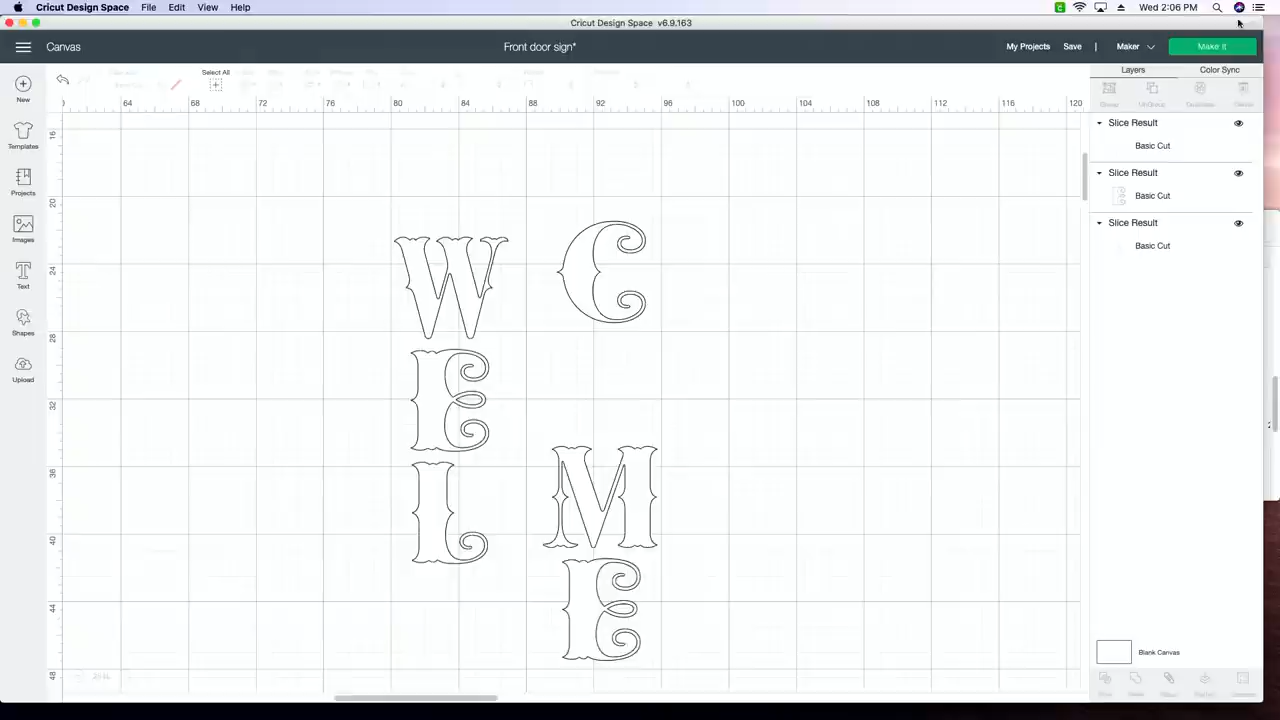 Cricut Design Space File Edit View Help Wed 2:06 PM
Cricut Design Space v6.9.163
Canvas Front door sign* My Projects Save | Maker Make It
New
Templates
Projects
Images
Text
Shapes
Upload
Select All
64 68 72 76 80 84 88 92 96 100 104 108 112 116 120
16
20
24
28
32
36
40
44
48
W
E
L
C
M
E
Layers Color Sync
Slice Result
Basic Cut
Slice Result
Basic Cut
Slice Result
Basic Cut
Blank Canvas